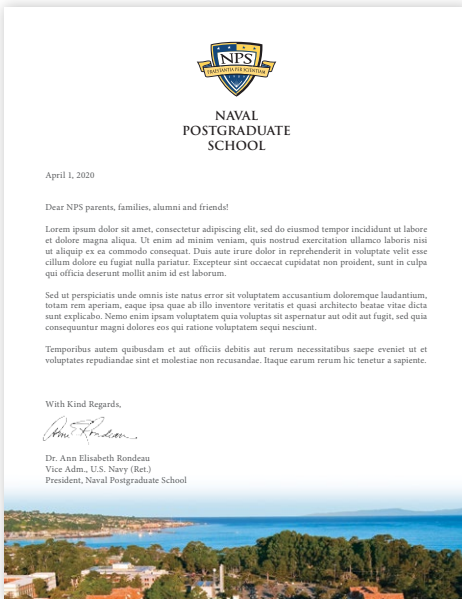 NPS
PRAESTANTIA PER SCIENTIAM
NAVAL
POSTGRADUATE
SCHOOL
April 1, 2020
Dear NPS parents, families, alumni and friends!
Lorem ipsum dolor sit amet, consectetur adipiscing elit, sed do eiusmod tempor incididunt ut labore
et dolore magna aliqua. Ut enim ad minim veniam, quis nostrud exercitation ullamco laboris nisi
ut aliquip ex ea commodo consequat. Duis aute irure dolor in reprehenderit in voluptate velit esse
cillum dolore eu fugiat nulla pariatur. Excepteur sint occaecat cupidatat non proident, sunt in culpa
qui officia deserunt mollit anim id est laborum.
Sed ut perspiciatis unde omnis iste natus error sit voluptatem accusantium doloremque laudantium,
totam rem aperiam, eaque ipsa quae ab illo inventore veritatis et quasi architecto beatae vitae dicta
sunt explicabo. Nemo enim ipsam voluptatem quia voluptas sit aspernatur aut odit aut fugit, sed quia
consequuntur magni dolores eos qui ratione voluptatem sequi nesciunt.
Temporibus autem quibusdam et aut officiis debitis aut rerum necessitatibus saepe eveniet ut et
voluptates repudiandae sint et molestiae non recusandae. Itaque earum rerum hic tenetur a sapiente.
With Kind Regards,
Ann E. Rondeau
Dr. Ann Elisabeth Rondeau
Vice Adm., U.S. Navy (Ret.)
President, Naval Postgraduate School